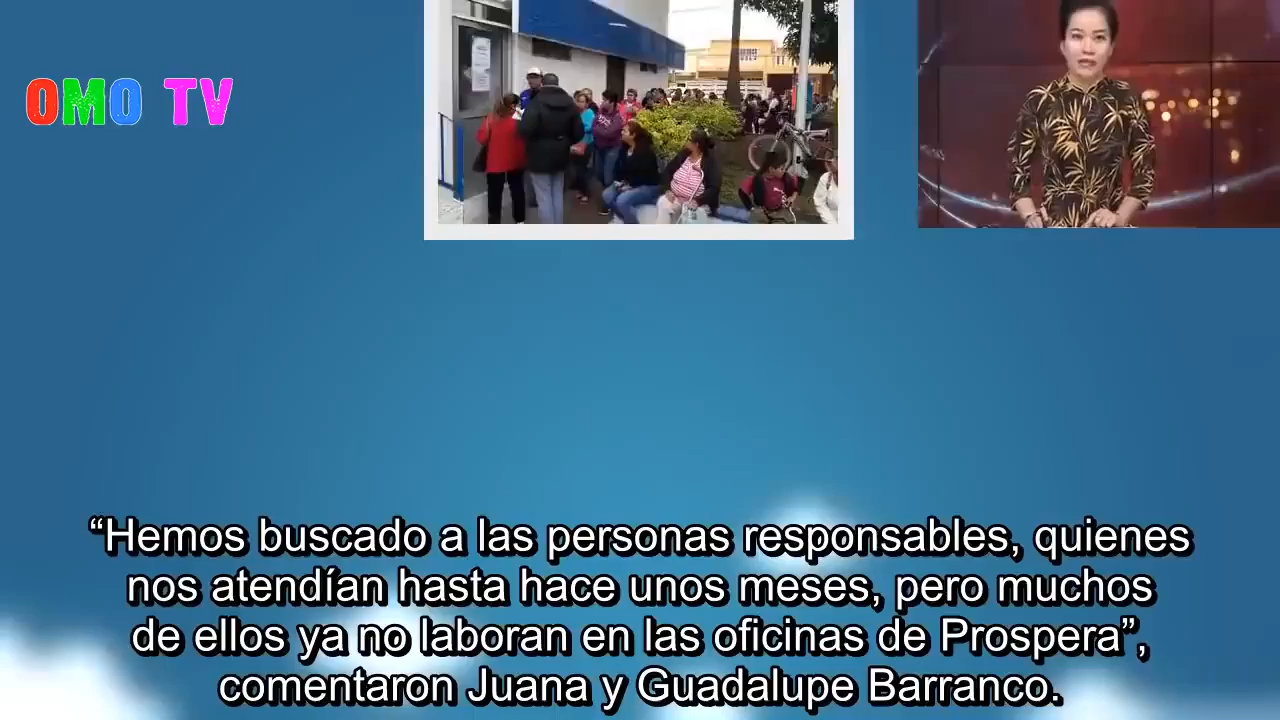 OMO TV
“Hemos buscado a las personas responsables, quienes
nos atendían hasta hace unos meses, pero muchos
de ellos ya no laboran en las oficinas de Prospera”,
comentaron Juana y Guadalupe Barranco.